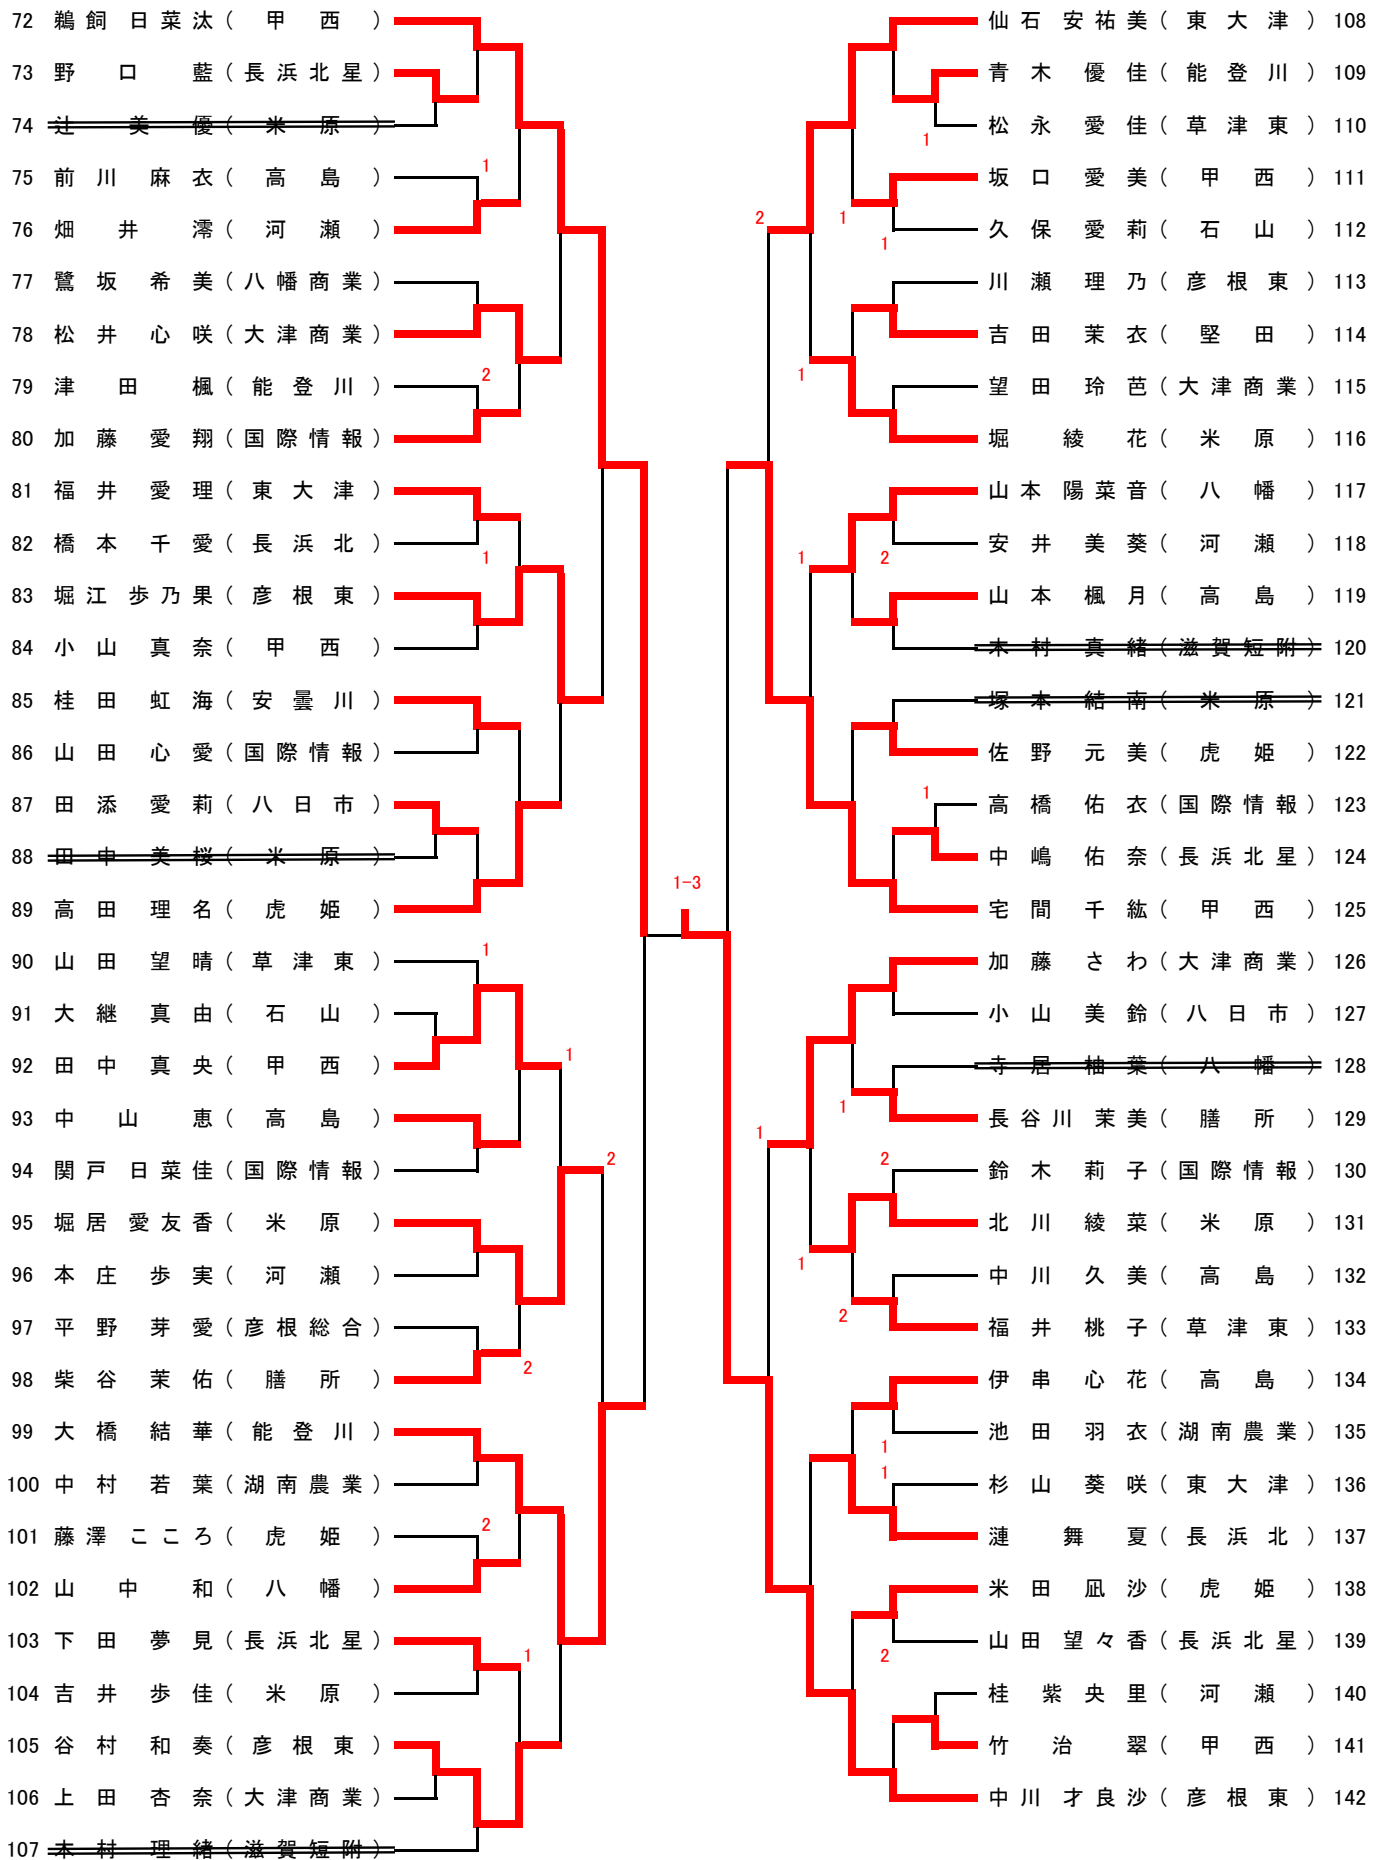 72 鵜飼 日菜汰 ( 甲西 )
73 野口 藍 ( 長浜北星 )
74 辻 美優 ( 米原 )
1
75 前川 麻衣 ( 高島 )
76 畑井 澪 ( 河瀬 )
77 鷺坂 希美 ( 八幡商業 )
78 松井 心咲 ( 大津商業 )
2
79 津田 楓 ( 能登川 )
80 加藤 愛翔 ( 国際情報 )
81 福井 愛理 ( 東大津 )
82 橋本 千愛 ( 長浜北 )
1
83 堀江 歩乃果 ( 彦根東 )
84 小山 真奈 ( 甲西 )
85 桂田 虹海 ( 安曇川 )
86 山田 心愛 ( 国際情報 )
87 田添 愛莉 ( 八日市 )
88 田中 美桜 ( 米原 )
89 高田 理名 ( 虎姫 )
1
90 山田 望晴 ( 草津東 )
91 大継 真由 ( 石山 )
1
92 田中 真央 ( 甲西 )
93 中山 恵 ( 高島 )
2
94 関戸 日菜佳 ( 国際情報 )
95 堀居 愛友香 ( 米原 )
96 本庄 歩実 ( 河瀬 )
97 平野 芽愛 ( 彦根総合 )
2
98 柴谷 茉佑 ( 膳所 )
99 大橋 結華 ( 能登川 )
100 中村 若葉 ( 湖南農業 )
2
101 藤澤 こころ ( 虎姫 )
102 山中 和 ( 八幡 )
103 下田 夢見 ( 長浜北星 )
1
104 吉井 歩佳 ( 米原 )
105 谷村 和奏 ( 彦根東 )
106 上田 杏奈 ( 大津商業 )
107 木村 理緒 ( 滋賀短附 )
1-3
仙石 安祐美 ( 東大津 ) 108
青木 優佳 ( 能登川 ) 109
松永 愛佳 ( 草津東 ) 110
1
坂口 愛美 ( 甲西 ) 111
2
1
久保 愛莉 ( 石山 ) 112
1
川瀬 理乃 ( 彦根東 ) 113
吉田 茉衣 ( 堅田 ) 114
1
望田 玲芭 ( 大津商業 ) 115
堀 綾花 ( 米原 ) 116
山本 陽菜音 ( 八幡 ) 117
安井 美葵 ( 河瀬 ) 118
1
2
山本 楓月 ( 高島 ) 119
木村 真緒 ( 滋賀短附 ) 120
塚本 結南 ( 米原 ) 121
佐野 元美 ( 虎姫 ) 122
1
高橋 佑衣 ( 国際情報 ) 123
中嶋 佑奈 ( 長浜北星 ) 124
宅間 千紘 ( 甲西 ) 125
加藤 さわ ( 大津商業 ) 126
小山 美鈴 ( 八日市 ) 127
寺居 柚葉 ( 八幡 ) 128
1
長谷川 茉美 ( 膳所 ) 129
1
2
鈴木 莉子 ( 国際情報 ) 130
北川 綾菜 ( 米原 ) 131
1
中川 久美 ( 高島 ) 132
2
福井 桃子 ( 草津東 ) 133
伊串 心花 ( 高島 ) 134
池田 羽衣 ( 湖南農業 ) 135
1
1
杉山 葵咲 ( 東大津 ) 136
漣 舞夏 ( 長浜北 ) 137
米田 凪沙 ( 虎姫 ) 138
山田 望々香 ( 長浜北星 ) 139
2
桂 紫央里 ( 河瀬 ) 140
竹治 翠 ( 甲西 ) 141
中川 才良沙 ( 彦根東 ) 142